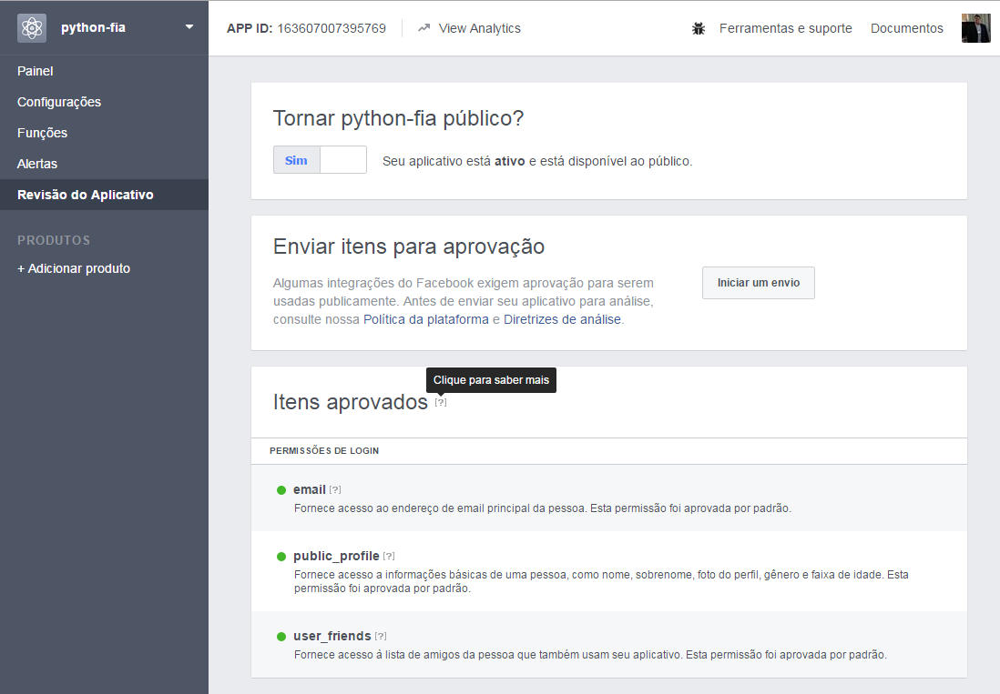 python-fia
APP ID: 163607007395769
View Analytics
Ferramentas e suporte
Documentos
Painel
Configurações
Funções
Alertas
Revisão do Aplicativo
PRODUTOS
+ Adicionar produto
Tornar python-fia público?
Sim
Seu aplicativo está ativo e está disponível ao público.
Enviar itens para aprovação
Algumas integrações do Facebook exigem aprovação para serem
usadas publicamente. Antes de enviar seu aplicativo para análise,
consulte nossa Política da plataforma e Diretrizes de análise.
Iniciar um envio
Clique para saber mais
Itens aprovados [?]
PERMISSÕES DE LOGIN
email [?]
Fornece acesso ao endereço de email principal da pessoa. Esta permissão foi aprovada por padrão.
public_profile [?]
Fornece acesso a informações básicas de uma pessoa, como nome, sobrenome, foto do perfil, gênero e faixa de idade. Esta
permissão foi aprovada por padrão.
user_friends [?]
Fornece acesso á lista de amigos da pessoa que também usam seu aplicativo. Esta permissão foi aprovada por padrão.